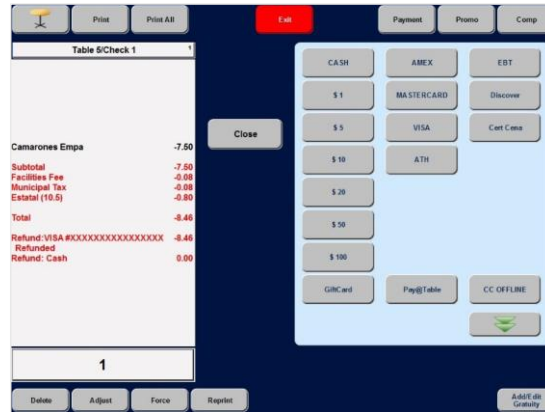 Print
Print All
Exit
Payment
Promo
Comp
Table 5/Check 1
1
Camarones Empa -7.50
Subtotal -7.50
Facilities Fee -0.08
Municipal Tax -0.08
Estatal (10.5) -0.80
Total -8.46
Refund:VISA #XXXXXXXXXXXXXXXX -8.46
Refunded
Refund: Cash 0.00
1
Close
CASH
AMEX
EBT
$ 1
MASTERCARD
Discover
$ 5
VISA
Cert Cena
$ 10
ATH
$ 20
$ 50
$ 100
GiftCard
Pay@Table
CC OFFLINE
Delete
Adjust
Force
Reprint
Add/Edit
Gratuity